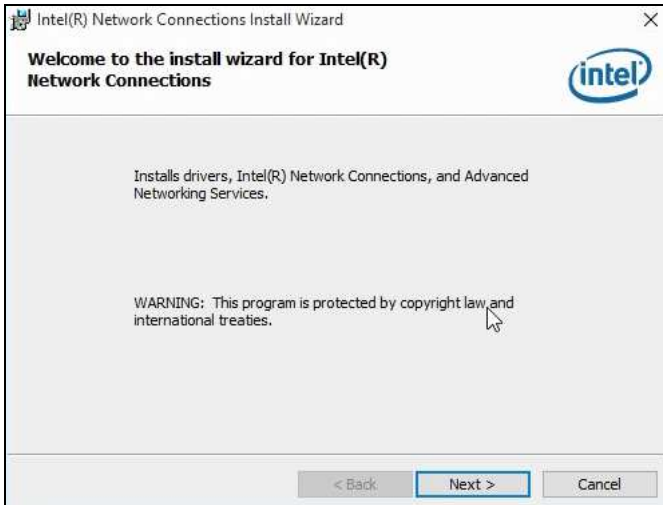 Intel(R) Network Connections Install Wizard
Welcome to the install wizard for Intel(R)
Network Connections
intel
Installs drivers, Intel(R) Network Connections, and Advanced
Networking Services.
WARNING: This program is protected by copyright law and
international treaties.
< Back
Next >
Cancel